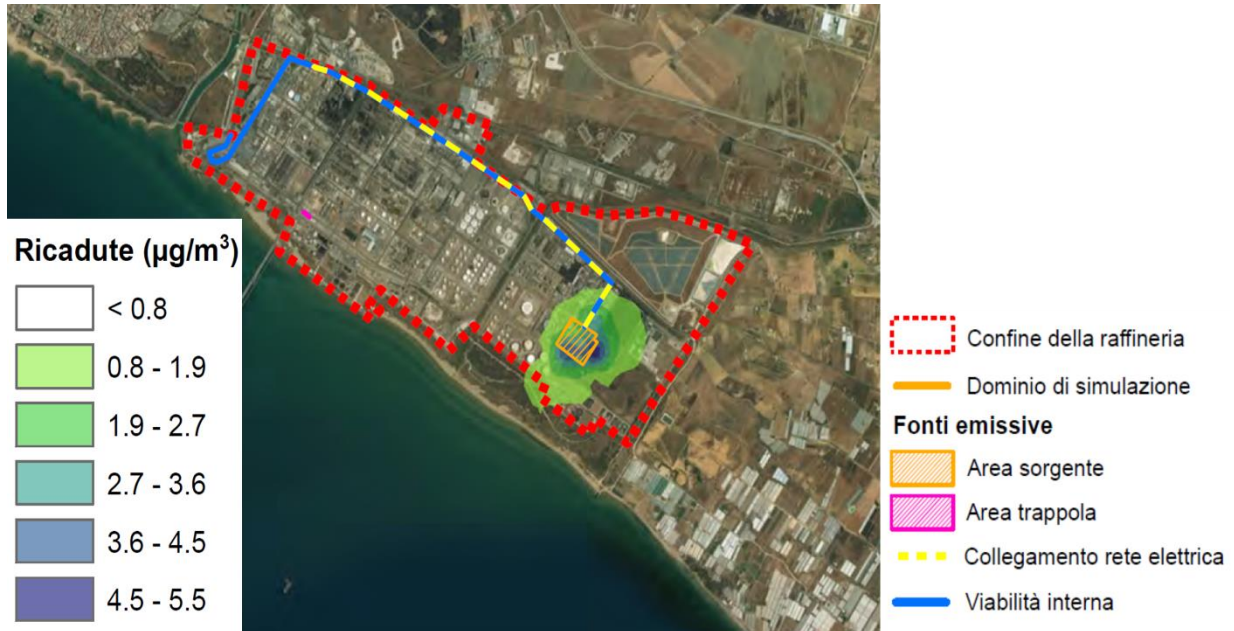 Ricadute (µg/m³)
< 0.8
0.8 - 1.9
1.9 - 2.7
2.7 - 3.6
3.6 - 4.5
4.5 - 5.5
Confine della raffineria
Dominio di simulazione
Fonti emissive
Area sorgente
Area trappola
Collegamento rete elettrica
Viabilità interna